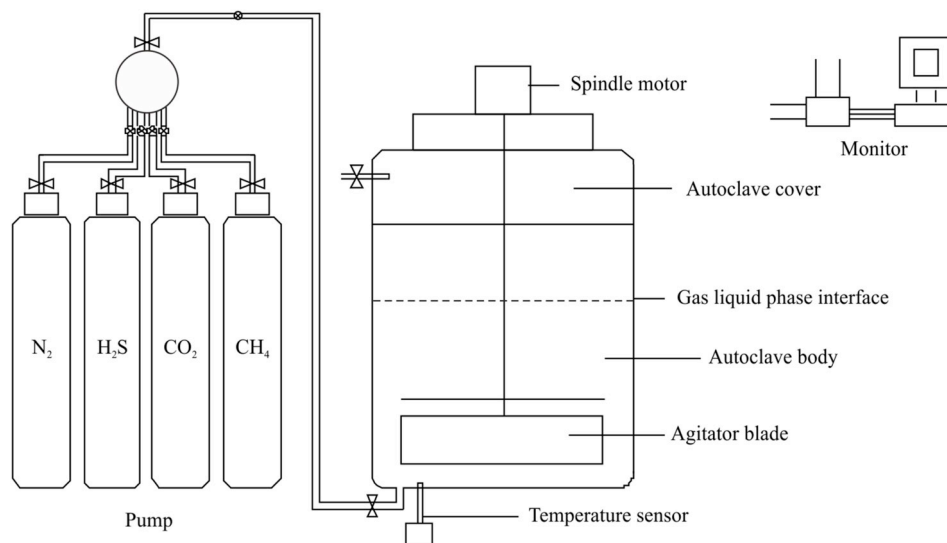 Spindle motor
Monitor
Autoclave cover
Gas liquid phase interface
N₂
H₂S
CO₂
CH₄
Autoclave body
Agitator blade
Pump
Temperature sensor